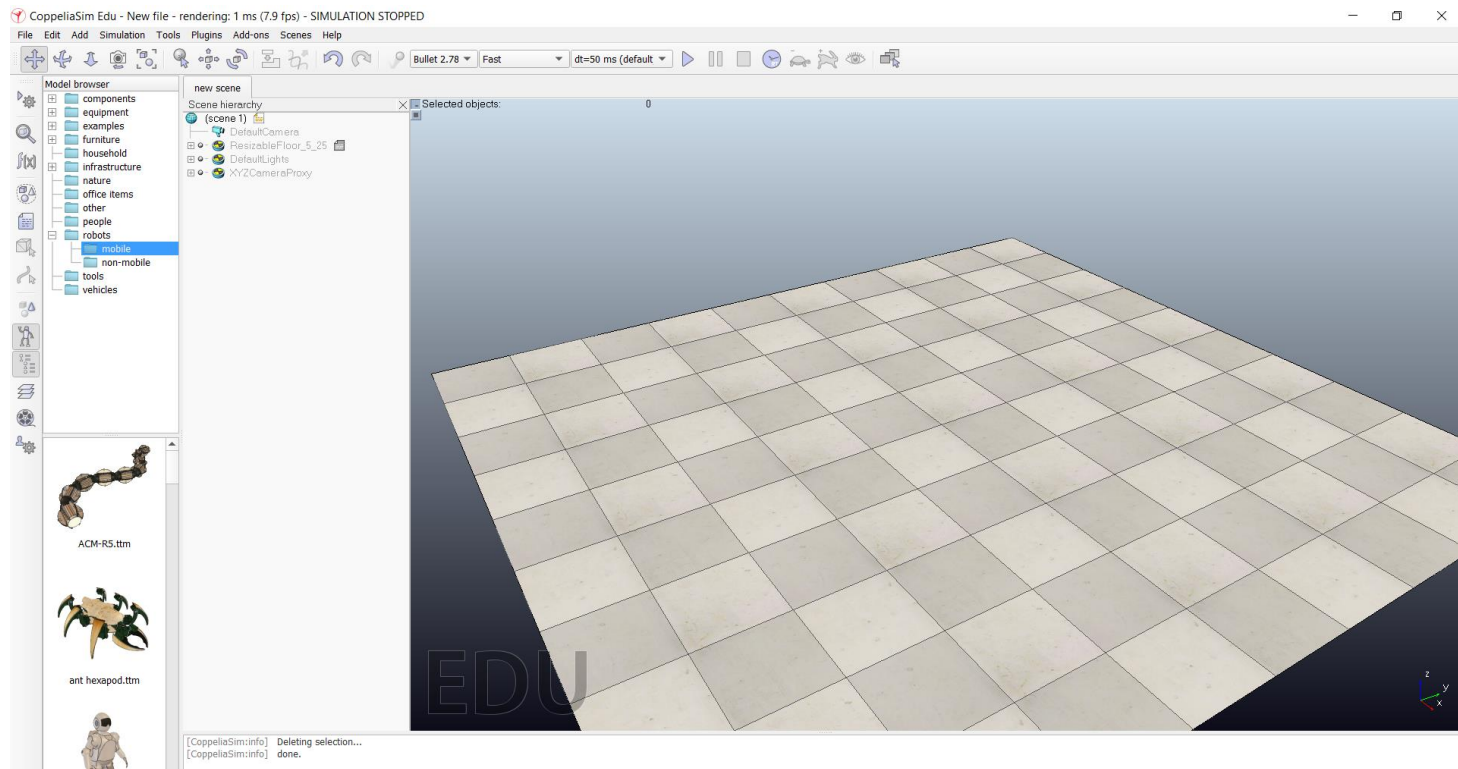 CoppeliaSim Edu - New file - rendering: 1 ms (7.9 fps) - SIMULATION STOPPED
File Edit Add Simulation Tools Plugins Add-ons Scenes Help
Bullet 2.78 Fast dt=50 ms (default
Model browser
components
equipment
examples
furniture
household
infrastructure
nature
office items
other
people
robots
mobile
non-mobile
tools
vehicles
ACM-R5.ttm
ant hexapod.ttm
new scene
Scene hierarchy
(scene 1)
DefaultCamera
ResizableFloor_5_25
DefaultLights
XYZCameraProxy
Selected objects: 0
EDU
z
y
x
[CoppeliaSim:info] Deleting selection...
[CoppeliaSim:info] done.
f(x)